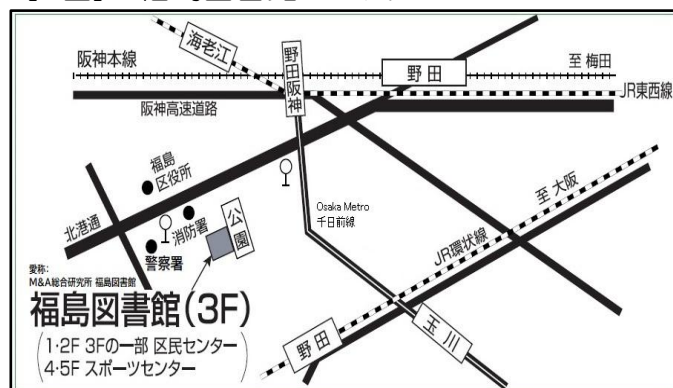 海老江
阪神本線
野田阪神
野田
至 梅田
JR東西線
阪神高速道路
福島
区役所
北港通
消防署
公園
警察署
Osaka Metro
千日前線
至 大阪
JR環状線
愛称:
M&A総合研究所 福島図書館
福島図書館(3F)
1・2F 3Fの一部 区民センター
4・5F スポーツセンター
野田
玉川